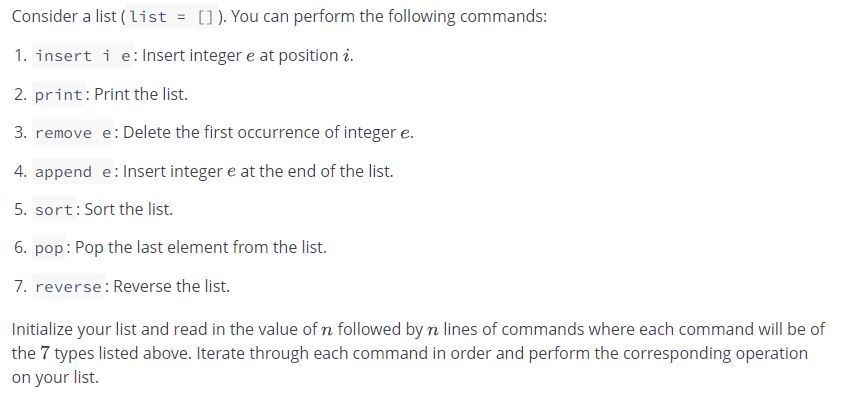 Consider a list (list = []). You can perform the following commands:
1. insert i e: Insert integer e at position i.
2. print: Print the list.
3. remove e: Delete the first occurrence of integer e.
4. append e: Insert integer e at the end of the list.
5. sort: Sort the list.
6. pop: Pop the last element from the list.
7. reverse: Reverse the list.
Initialize your list and read in the value of n followed by n lines of commands where each command will be of
the 7 types listed above. Iterate through each command in order and perform the corresponding operation
on your list.